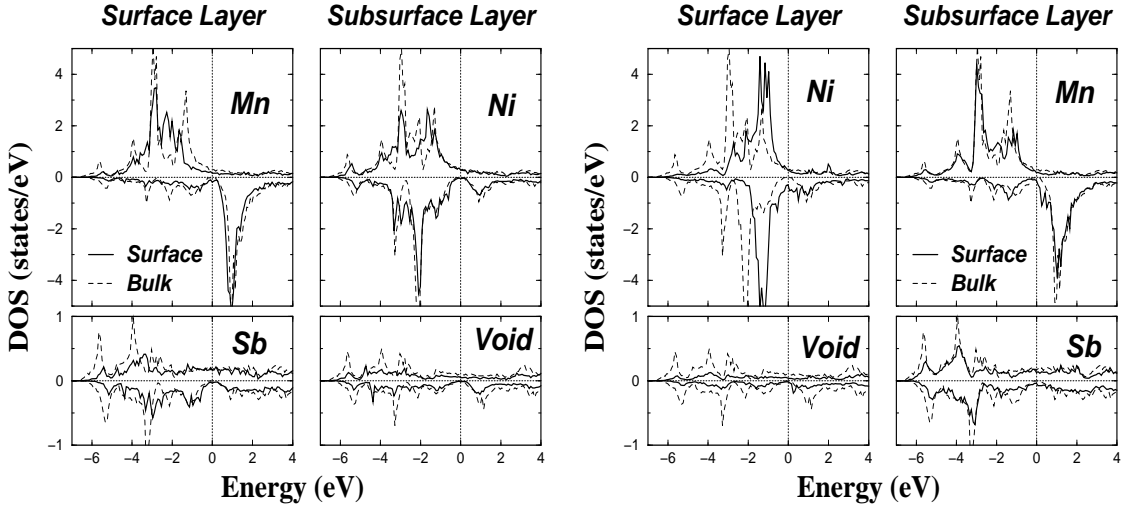 Surface Layer Subsurface Layer Surface Layer Subsurface Layer
4
2
0
−2
−4
DOS (states/eV)
Mn
Surface
Bulk
Ni
4
2
0
−2
−4
DOS (states/eV)
Ni
Mn
Surface
Bulk
1
0
−1
Sb
Void
1
0
−1
Void
Sb
−6 −4 −2 0 2 4 −6 −4 −2 0 2 4 −6 −4 −2 0 2 4 −6 −4 −2 0 2 4
Energy (eV) Energy (eV)